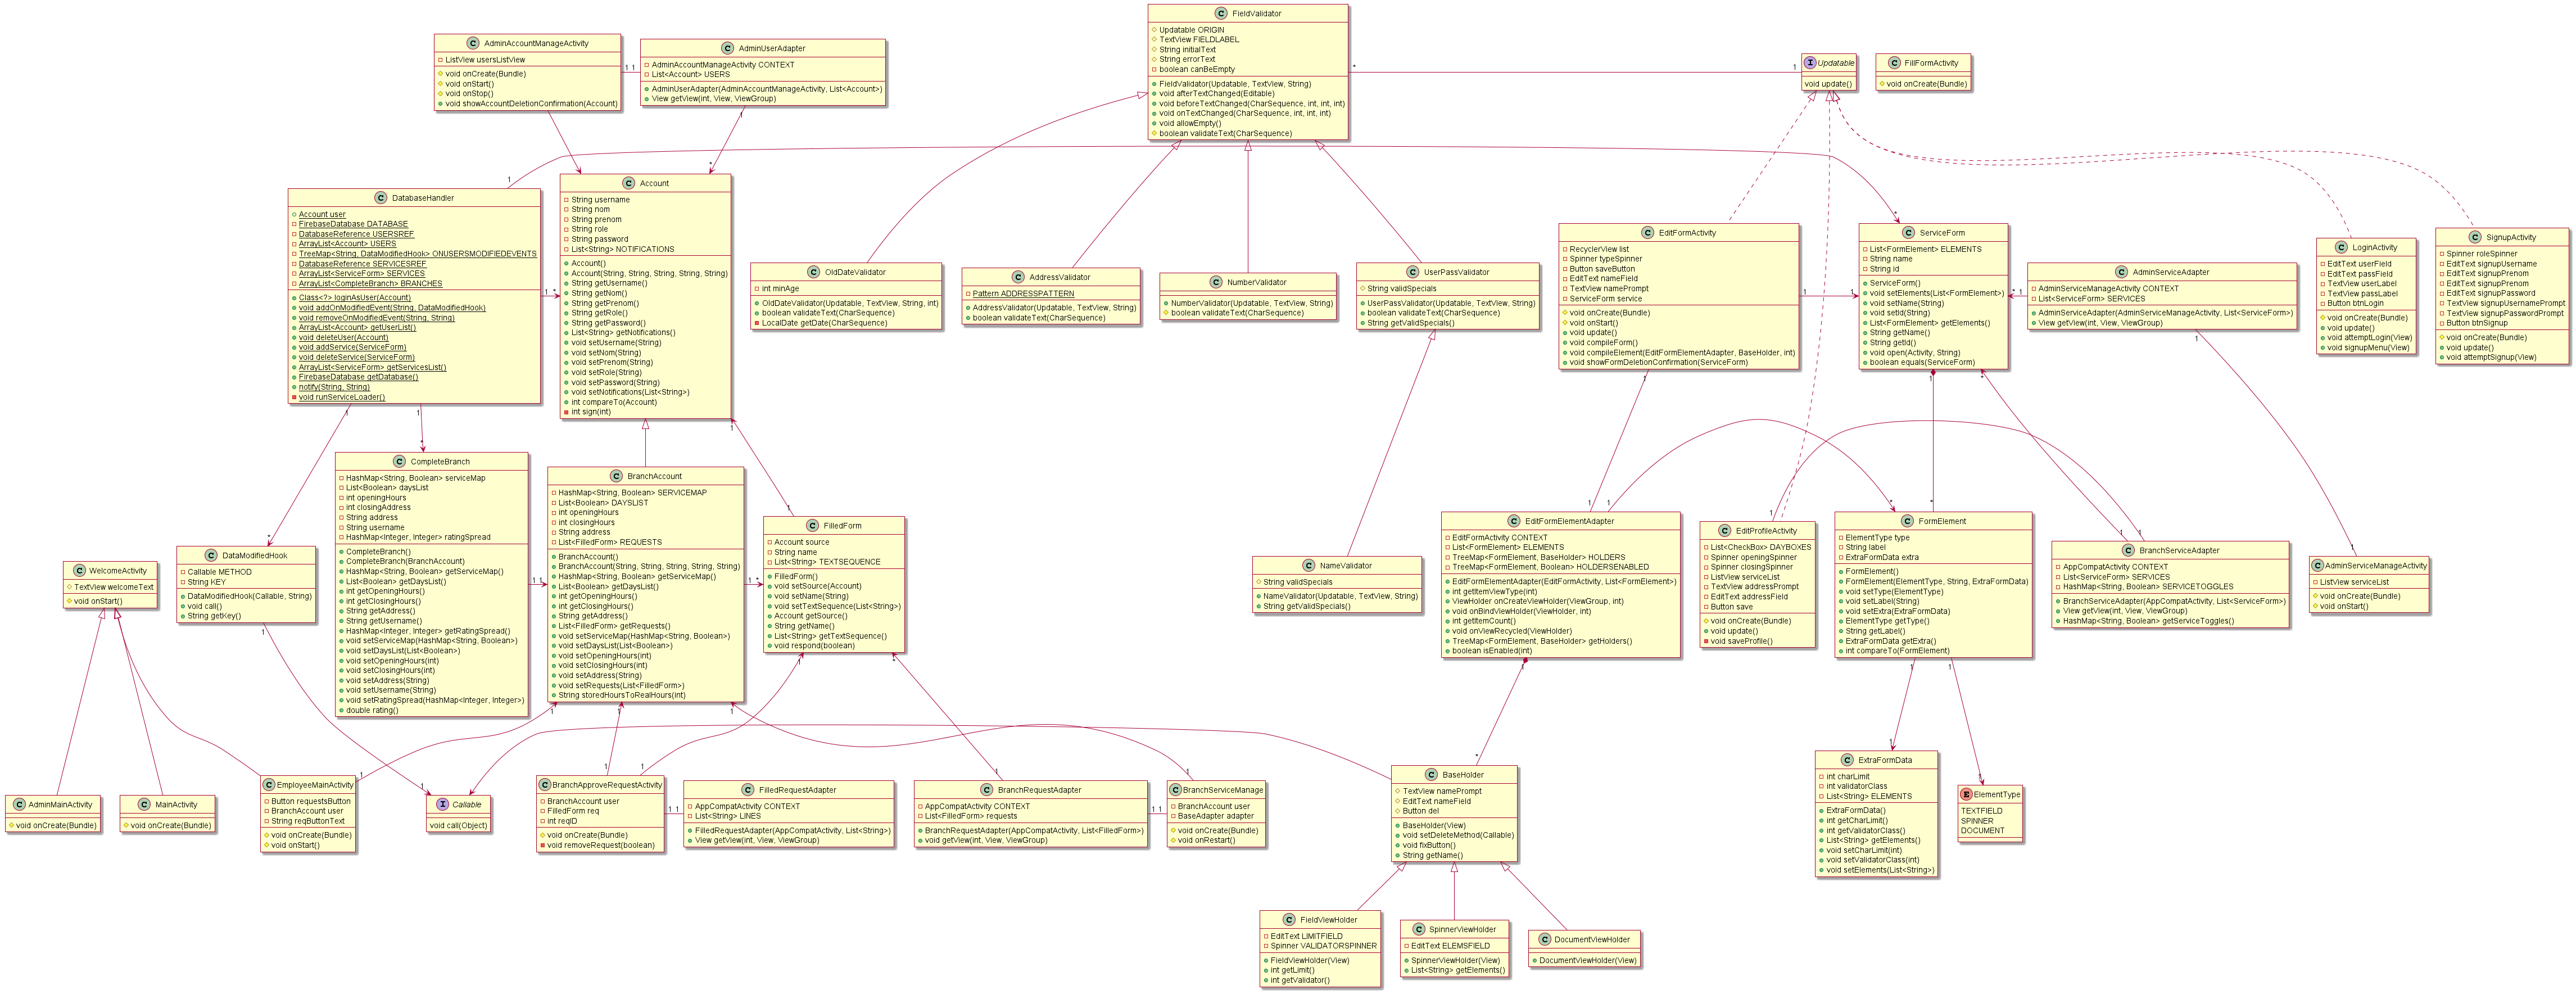 FieldValidator
Updatable ORIGIN
TextView FIELDLABEL
String initialText
String errorText
boolean canBeEmpty
FieldValidator(Updatable, TextView, String)
void afterTextChanged(Editable)
void beforeTextChanged(CharSequence, int, int, int)
void onTextChanged(CharSequence, int, int, int)
void allowEmpty()
boolean validateText(CharSequence)
AdminAccountManageActivity
ListView usersListView
void onCreate(Bundle)
void onStart()
void onStop()
void showAccountDeletionConfirmation(Account)
AdminUserAdapter
AdminAccountManageActivity CONTEXT
List<Account> USERS
AdminUserAdapter(AdminAccountManageActivity, List<Account>)
View getView(int, View, ViewGroup)
Updatable
void update()
FillFormActivity
void onCreate(Bundle)
DatabaseHandler
Account user
FirebaseDatabase DATABASE
DatabaseReference USERSREF
ArrayList<Account> USERS
TreeMap<String, DataModifiedHook> ONUSERSMODIFIEDEVENTS
DatabaseReference SERVICESREF
ArrayList<ServiceForm> SERVICES
ArrayList<CompleteBranch> BRANCHES
Class<?> loginAsUser(Account)
void addOnModifiedEvent(String, DataModifiedHook)
void removeOnModifiedEvent(String, String)
ArrayList<Account> getUserList()
void deleteUser(Account)
void addService(ServiceForm)
void deleteService(ServiceForm)
ArrayList<ServiceForm> getServicesList()
FirebaseDatabase getDatabase()
notify(String, String)
void runServiceLoader()
Account
String username
String nom
String prenom
String role
String password
List<String> NOTIFICATIONS
Account()
Account(String, String, String, String, String)
String getUsername()
String getNom()
String getPrenom()
String getRole()
String getPassword()
List<String> getNotifications()
void setUsername(String)
void setNom(String)
void setPrenom(String)
void setRole(String)
void setPassword(String)
void setNotifications(List<String>)
int compareTo(Account)
int sign(int)
OldDateValidator
int minAge
OldDateValidator(Updatable, TextView, String, int)
boolean validateText(CharSequence)
LocalDate getDate(CharSequence)
AddressValidator
Pattern ADDRESSPATTERN
AddressValidator(Updatable, TextView, String)
boolean validateText(CharSequence)
NumberValidator
NumberValidator(Updatable, TextView, String)
boolean validateText(CharSequence)
UserPassValidator
String validSpecials
UserPassValidator(Updatable, TextView, String)
boolean validateText(CharSequence)
String getValidSpecials()
EditFormActivity
RecyclerView list
Spinner typeSpinner
Button saveButton
EditText nameField
TextView namePrompt
ServiceForm service
void onCreate(Bundle)
void onStart()
void update()
void compileForm()
void compileElement(EditFormElementAdapter, BaseHolder, int)
void showFormDeletionConfirmation(ServiceForm)
ServiceForm
List<FormElement> ELEMENTS
String name
String id
ServiceForm()
void setElements(List<FormElement>)
void setName(String)
void setId(String)
List<FormElement> getElements()
String getName()
String getId()
void open(Activity, String)
boolean equals(ServiceForm)
AdminServiceAdapter
AdminServiceManageActivity CONTEXT
List<ServiceForm> SERVICES
AdminServiceAdapter(AdminServiceManageActivity, List<ServiceForm>)
View getView(int, View, ViewGroup)
LoginActivity
EditText userField
EditText passField
TextView userLabel
TextView passLabel
Button btnLogin
void onCreate(Bundle)
void update()
void attemptLogin(View)
void signupMenu(View)
SignupActivity
Spinner roleSpinner
EditText signupUsername
EditText signupPrenom
EditText signupPrenom
EditText signupPassword
TextView signupUsernamePrompt
TextView signupPasswordPrompt
Button btnSignup
void onCreate(Bundle)
void update()
void attemptSignup(View)
CompleteBranch
HashMap<String, Boolean> serviceMap
List<Boolean> daysList
int openingHours
int closingAddress
String address
String username
HashMap<Integer, Integer> ratingSpread
CompleteBranch()
CompleteBranch(BranchAccount)
HashMap<String, Boolean> getServiceMap()
List<Boolean> getDaysList()
int getOpeningHours()
int getClosingHours()
String getAddress()
String getUsername()
HashMap<Integer, Integer> getRatingSpread()
void setServiceMap(HashMap<String, Boolean>)
void setDaysList(List<Boolean>)
void setOpeningHours(int)
void setClosingHours(int)
void setAddress(String)
void setUsername(String)
void setRatingSpread(HashMap<Integer, Integer>)
double rating()
BranchAccount
HashMap<String, Boolean> SERVICEMAP
List<Boolean> DAYSLIST
int openingHours
int closingHours
String address
List<FilledForm> REQUESTS
BranchAccount()
BranchAccount(String, String, String, String, String)
HashMap<String, Boolean> getServiceMap()
List<Boolean> getDaysList()
int getOpeningHours()
int getClosingHours()
String getAddress()
List<FilledForm> getRequests()
void setServiceMap(HashMap<String, Boolean>)
void setDaysList(List<Boolean>)
void setOpeningHours(int)
void setClosingHours(int)
void setAddress(String)
void setRequests(List<FilledForm>)
String storedHoursToRealHours(int)
FilledForm
Account source
String name
List<String> TEXTSEQUENCE
FilledForm()
void setSource(Account)
void setName(String)
void setTextSequence(List<String>)
Account getSource()
String getName()
List<String> getTextSequence()
void respond(boolean)
DataModifiedHook
Callable METHOD
String KEY
DataModifiedHook(Callable, String)
void call()
String getKey()
WelcomeActivity
TextView welcomeText
void onStart()
NameValidator
String validSpecials
NameValidator(Updatable, TextView, String)
String getValidSpecials()
EditFormElementAdapter
EditFormActivity CONTEXT
List<FormElement> ELEMENTS
TreeMap<FormElement, BaseHolder> HOLDERS
TreeMap<FormElement, Boolean> HOLDERSENABLED
EditFormElementAdapter(EditFormActivity, List<FormElement>)
int getItemViewType(int)
ViewHolder onCreateViewHolder(ViewGroup, int)
void onBindViewHolder(ViewHolder, int)
int getItemCount()
void onViewRecycled(ViewHolder)
TreeMap<FormElement, BaseHolder> getHolders()
boolean isEnabled(int)
EditProfileActivity
List<CheckBox> DAYBOXES
Spinner openingSpinner
Spinner closingSpinner
ListView serviceList
TextView addressPrompt
EditText addressField
Button save
void onCreate(Bundle)
void update()
void saveProfile()
FormElement
ElementType type
String label
ExtraFormData extra
FormElement()
FormElement(ElementType, String, ExtraFormData)
void setType(ElementType)
void setLabel(String)
void setExtra(ExtraFormData)
ElementType getType()
String getLabel()
ExtraFormData getExtra()
int compareTo(FormElement)
BranchServiceAdapter
AppCompatActivity CONTEXT
List<ServiceForm> SERVICES
HashMap<String, Boolean> SERVICETOGGLES
BranchServiceAdapter(AppCompatActivity, List<ServiceForm>)
View getView(int, View, ViewGroup)
HashMap<String, Boolean> getServiceToggles()
AdminServiceManageActivity
ListView serviceList
void onCreate(Bundle)
void onStart()
AdminMainActivity
void onCreate(Bundle)
MainActivity
void onCreate(Bundle)
EmployeeMainActivity
Button requestsButton
BranchAccount user
String reqButtonText
void onCreate(Bundle)
void onStart()
Callable
void call(Object)
BranchApproveRequestActivity
BranchAccount user
FilledForm req
int reqID
void onCreate(Bundle)
void removeRequest(boolean)
FilledRequestAdapter
AppCompatActivity CONTEXT
List<String> LINES
FilledRequestAdapter(AppCompatActivity, List<String>)
View getView(int, View, ViewGroup)
BranchRequestAdapter
AppCompatActivity CONTEXT
List<FilledForm> requests
BranchRequestAdapter(AppCompatActivity, List<FilledForm>)
void getView(int, View, ViewGroup)
BranchServiceManage
BranchAccount user
BaseAdapter adapter
void onCreate(Bundle)
void onRestart()
BaseHolder
TextView namePrompt
EditText nameField
Button del
BaseHolder(View)
void setDeleteMethod(Callable)
void fixButton()
String getName()
ExtraFormData
int charLimit
int validatorClass
List<String> ELEMENTS
ExtraFormData()
int getCharLimit()
int getValidatorClass()
List<String> getElements()
void setCharLimit(int)
void setValidatorClass(int)
void setElements(List<String>)
ElementType
TEXTFIELD
SPINNER
DOCUMENT
FieldViewHolder
EditText LIMITFIELD
Spinner VALIDATORSPINNER
FieldViewHolder(View)
int getLimit()
int getValidator()
SpinnerViewHolder
EditText ELEMSFIELD
SpinnerViewHolder(View)
List<String> getElements()
DocumentViewHolder
DocumentViewHolder(View)